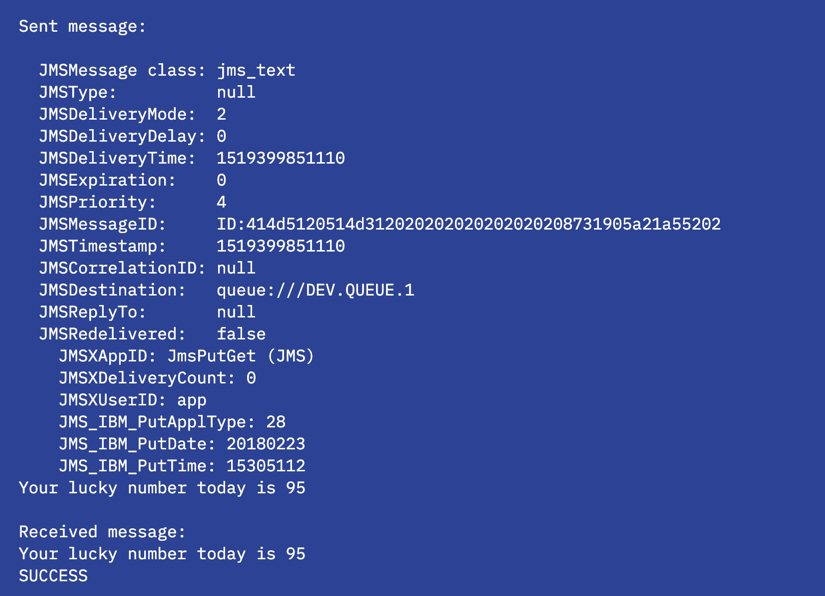 Sent message:
JMSMessage class: jms_text
JMSType: null
JMSDeliveryMode: 2
JMSDeliveryDelay: 0
JMSDeliveryTime: 1519399851110
JMSExpiration: 0
JMSPriority: 4
JMSMessageID: ID:414d5120514d31202020202020202020208731905a21a55202
JMSTimestamp: 1519399851110
JMSCorrelationID: null
JMSDestination: queue:///DEV.QUEUE.1
JMSReplyTo: null
JMSRedelivered: false
JMSXAppID: JmsPutGet (JMS)
JMSXDeliveryCount: 0
JMSXUserID: app
JMS_IBM_PutApplType: 28
JMS_IBM_PutDate: 20180223
JMS_IBM_PutTime: 15305112
Your lucky number today is 95
Received message:
Your lucky number today is 95
SUCCESS